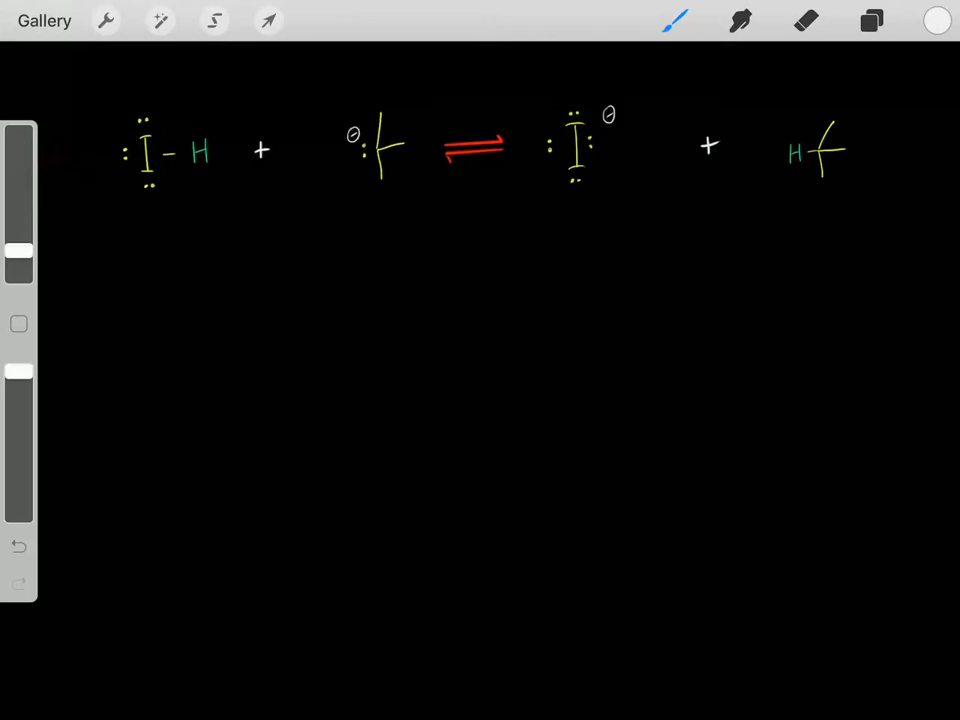 Gallery
:Ï̤ - H + ⊖: ⇌ :Ï̤: ⊖ + H